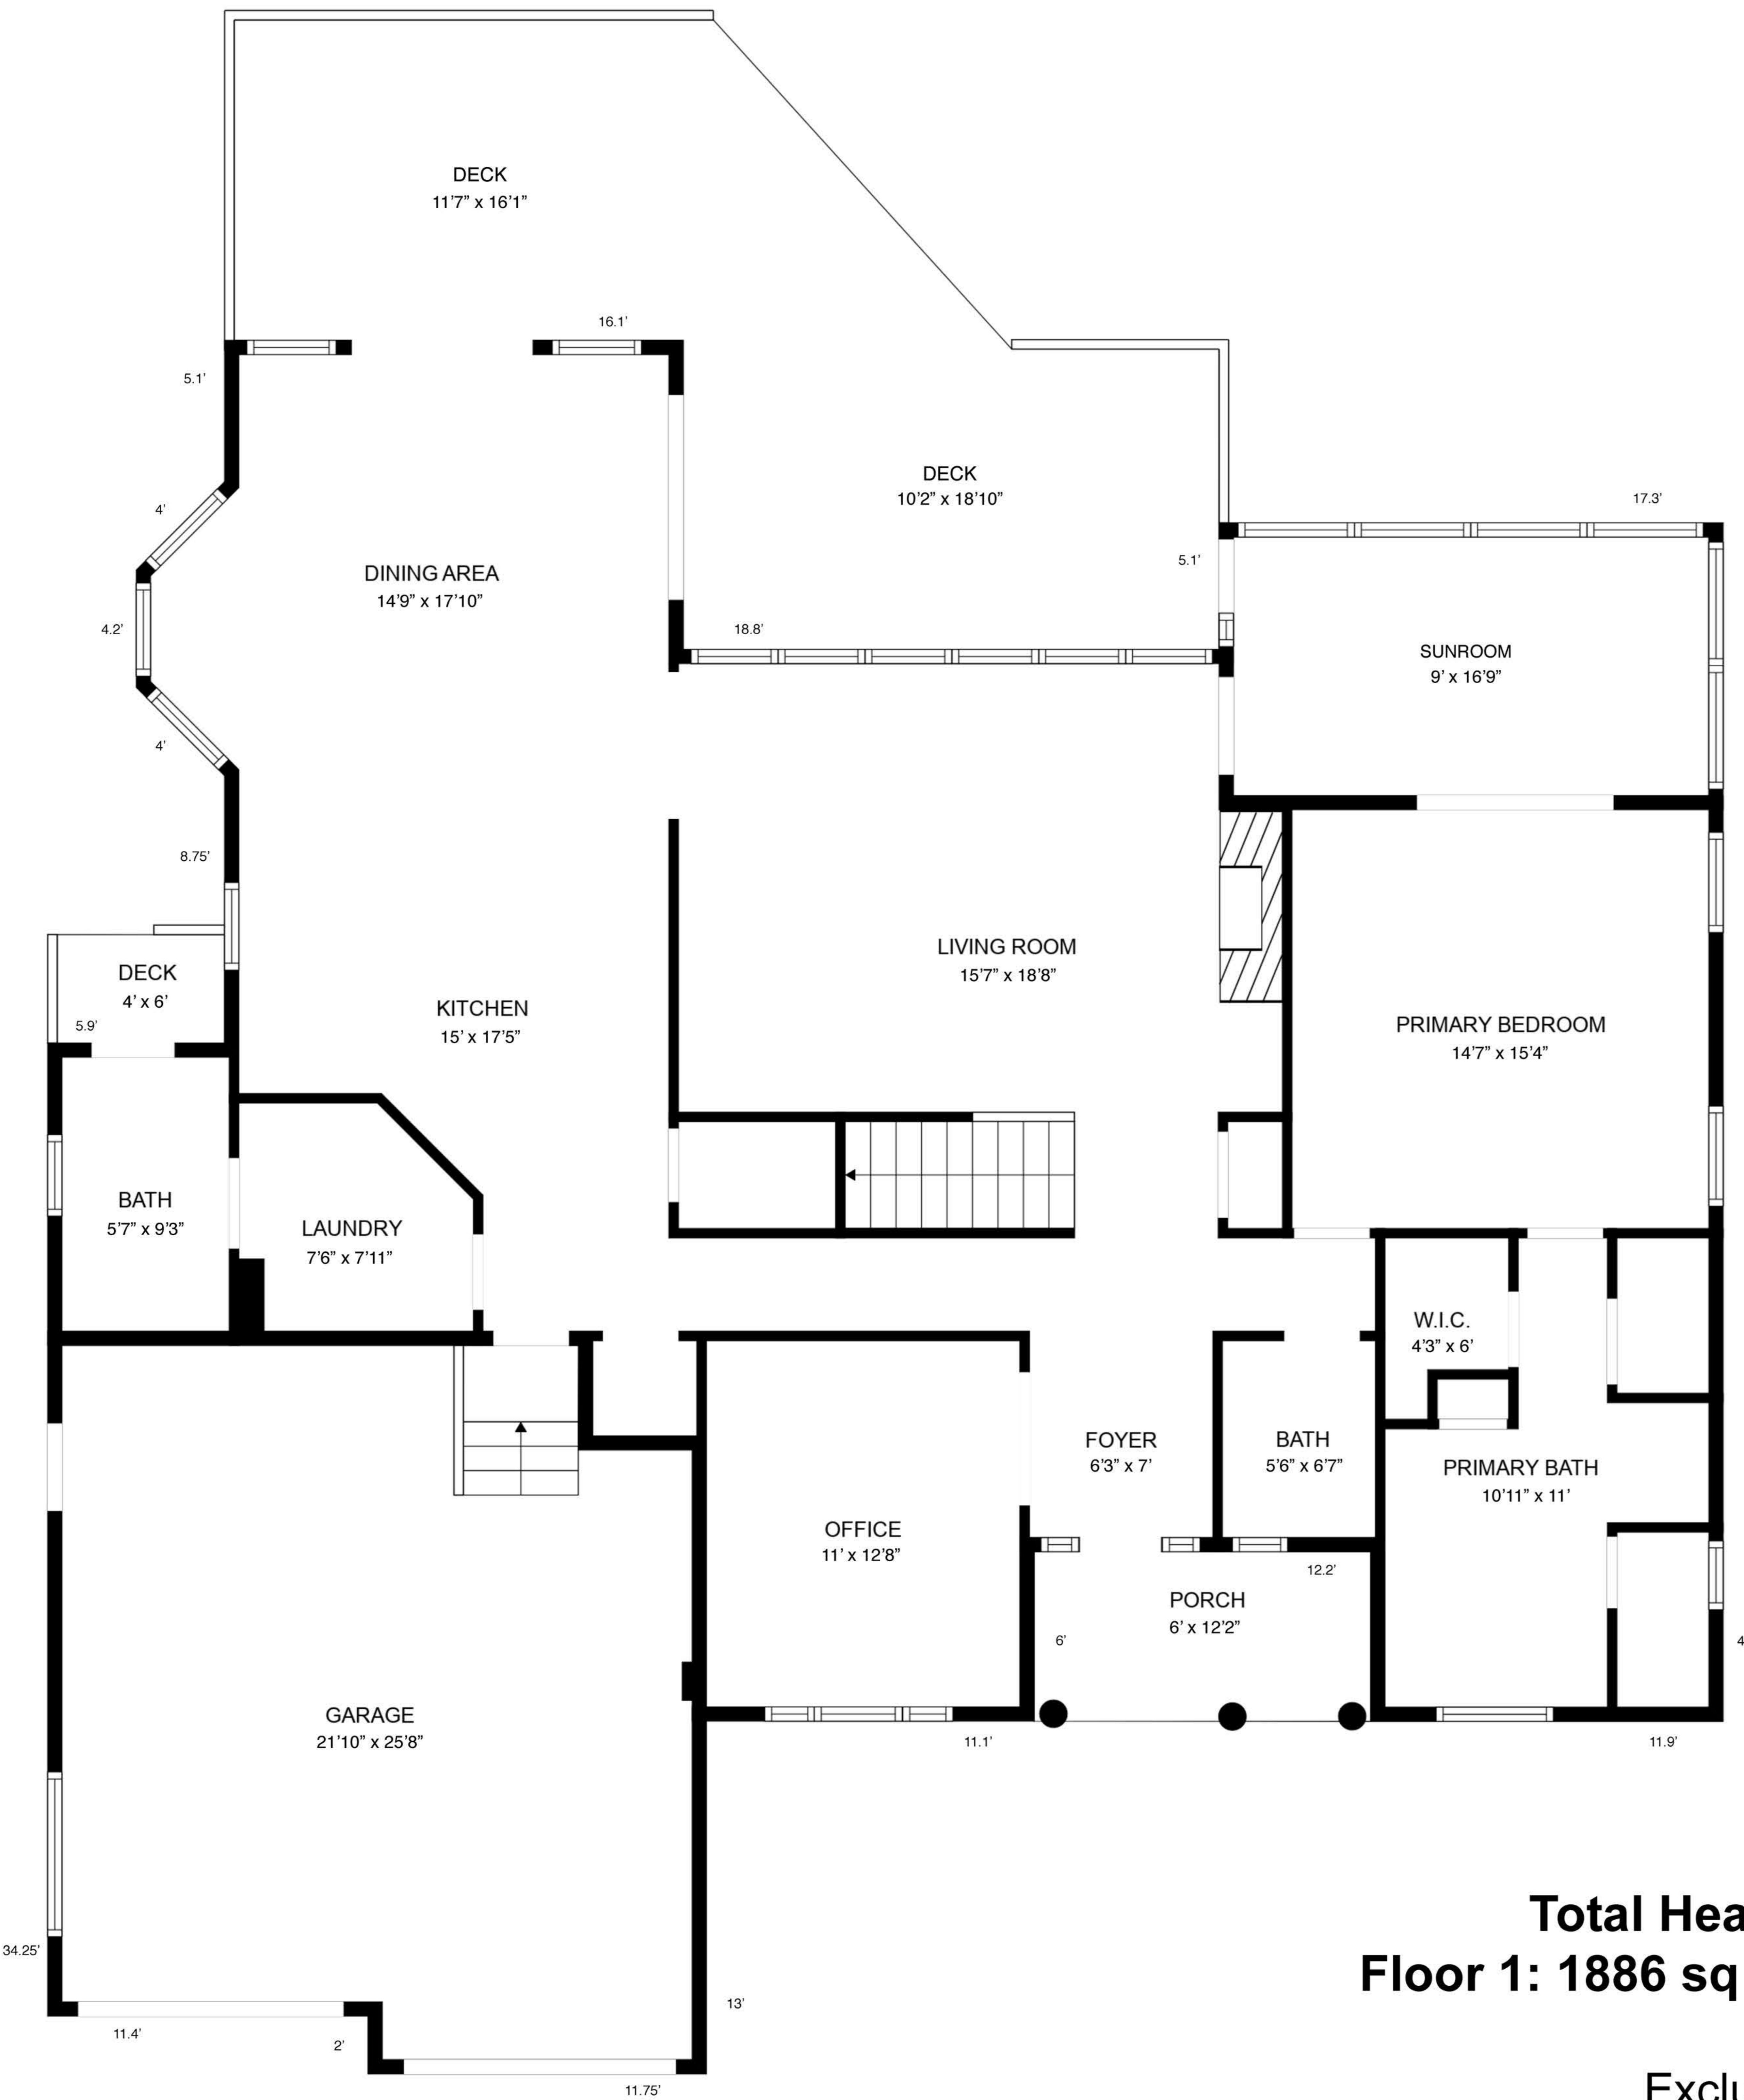 DECK
11’7” x 16’1”
16.1’
5.1’
DECK
10’2” x 18’10”
17.3’
4’
5.1’
DINING AREA
14’9” x 17’10”
4.2’
18.8’
SUNROOM
9’ x 16’9”
4’
8.75’
LIVING ROOM
15’7” x 18’8”
DECK
4’ x 6’
5.9’
KITCHEN
15’ x 17’5”
PRIMARY BEDROOM
14’7” x 15’4”
BATH
5’7” x 9’3”
LAUNDRY
7’6” x 7’11”
W.I.C.
4’3” x 6’
FOYER
6’3” x 7’
BATH
5’6” x 6’7”
PRIMARY BATH
10’11” x 11’
OFFICE
11’ x 12’8”
12.2’
PORCH
6’ x 12’2”
6’
4
GARAGE
21’10” x 25’8”
11.1’
11.9’
Total Hea
34.25’
Floor 1: 1886 sq
13’
11.4’
2’
11.75’
Exclu